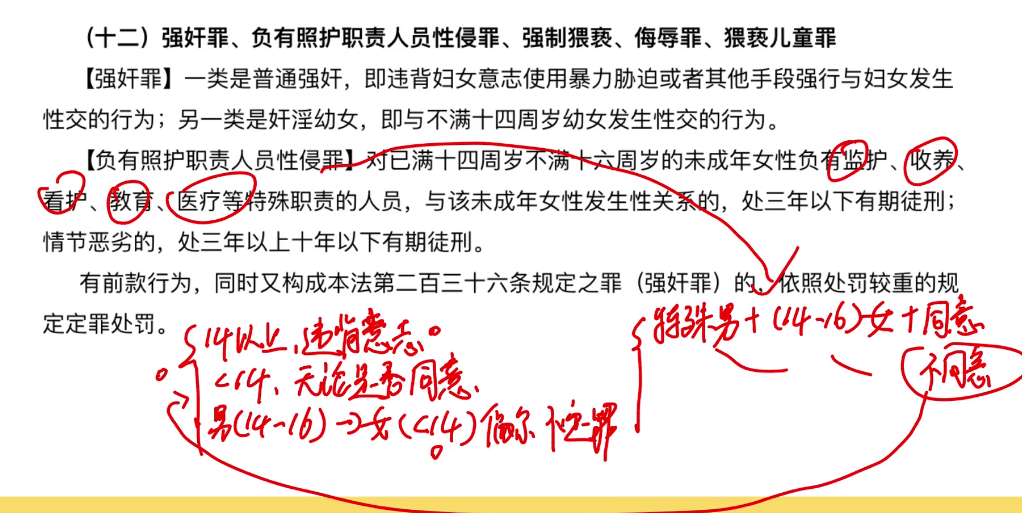 （十二）强奸罪、负有照护职责人员性侵罪、强制猥亵、侮辱罪、猥亵儿童罪
【强奸罪】一类是普通强奸，即违背妇女意志使用暴力胁迫或者其他手段强行与妇女发生
性交的行为；另一类是奸淫幼女，即与不满十四周岁幼女发生性交的行为。
【负有照护职责人员性侵罪】对已满十四周岁不满十六周岁的未成年女性负有监护、收养、
看护、教育、医疗等特殊职责的人员，与该未成年女性发生性关系的，处三年以下有期徒刑；
情节恶劣的，处三年以上十年以下有期徒刑。
有前款行为，同时又构成本法第二百三十六条规定之罪（强奸罪）的，依照处罚较重的规
定定罪处罚。
14以上、违背意志
<14、无论是否同意
男(14-16)→女(<14)偶尔 罪
特殊男+(14-16)女+同意
不同意